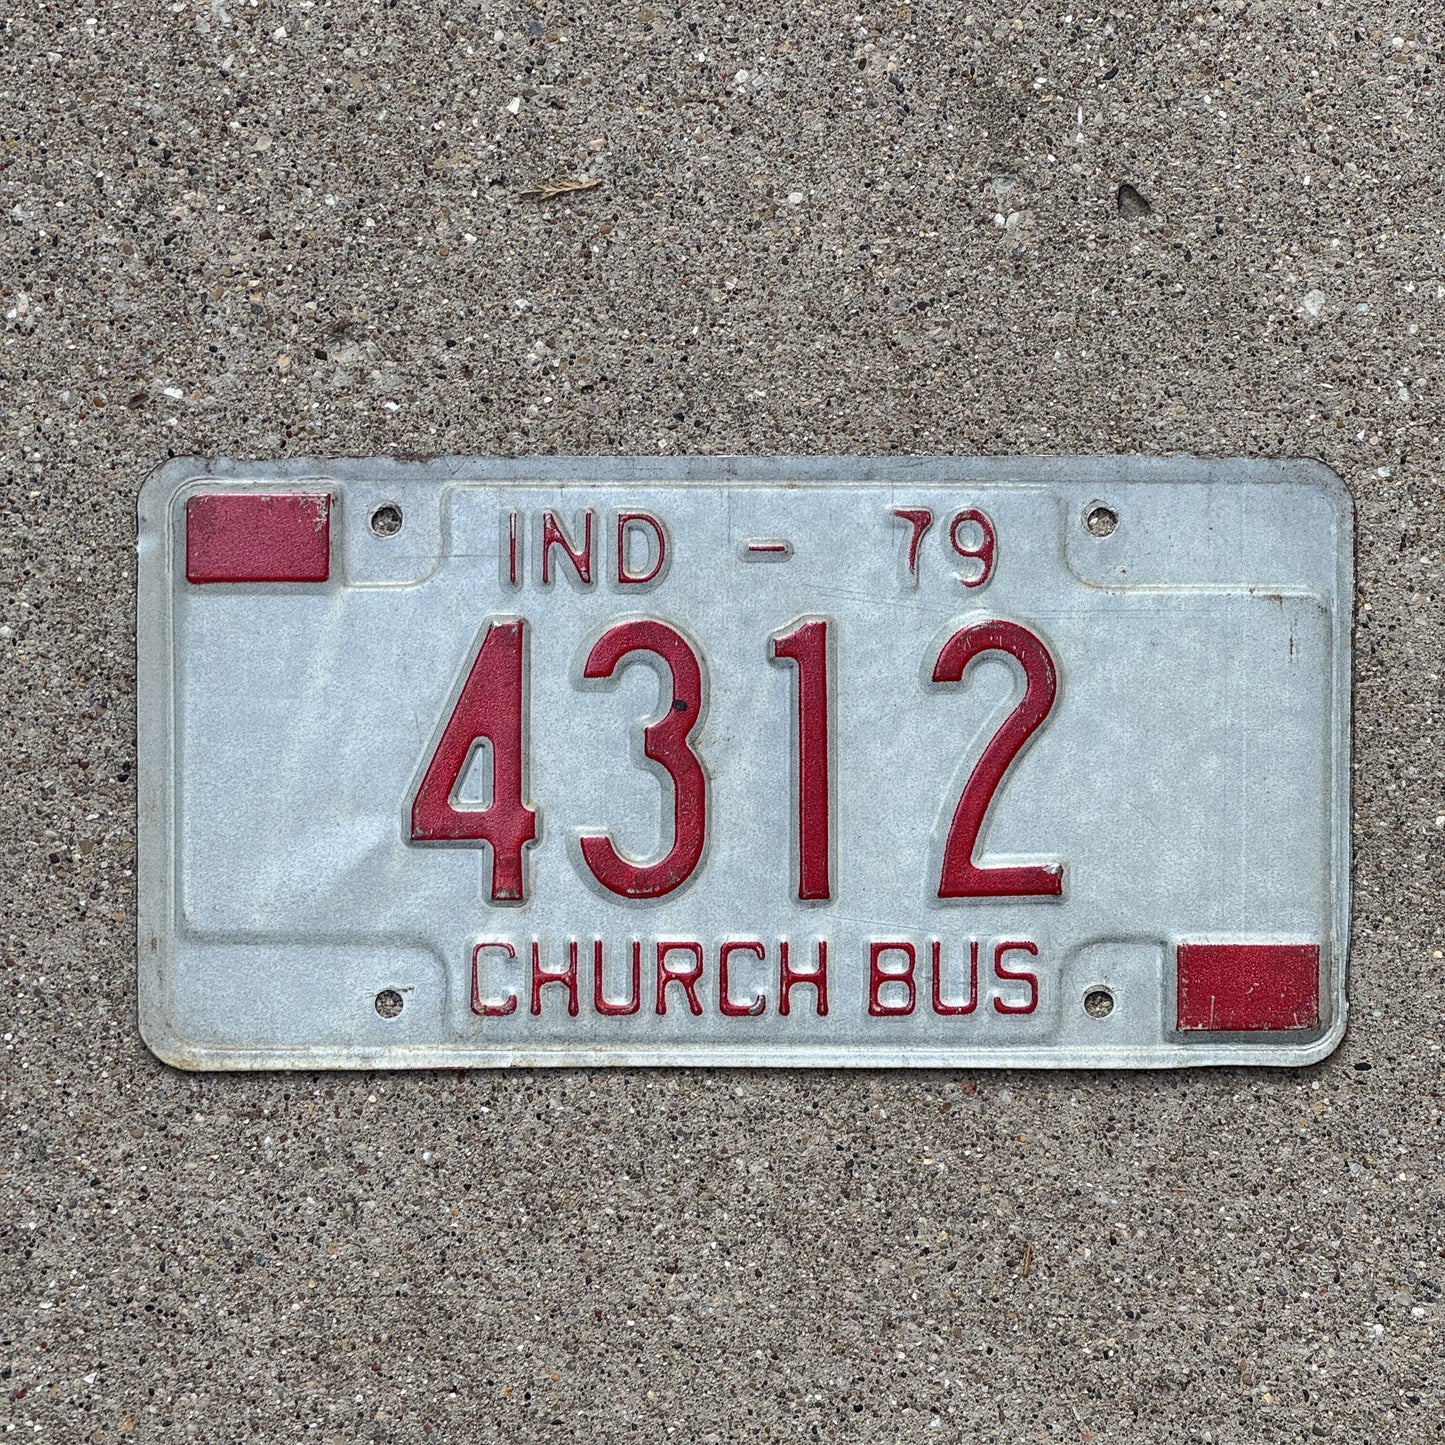 IND - 79
4312
CHURCH BUS